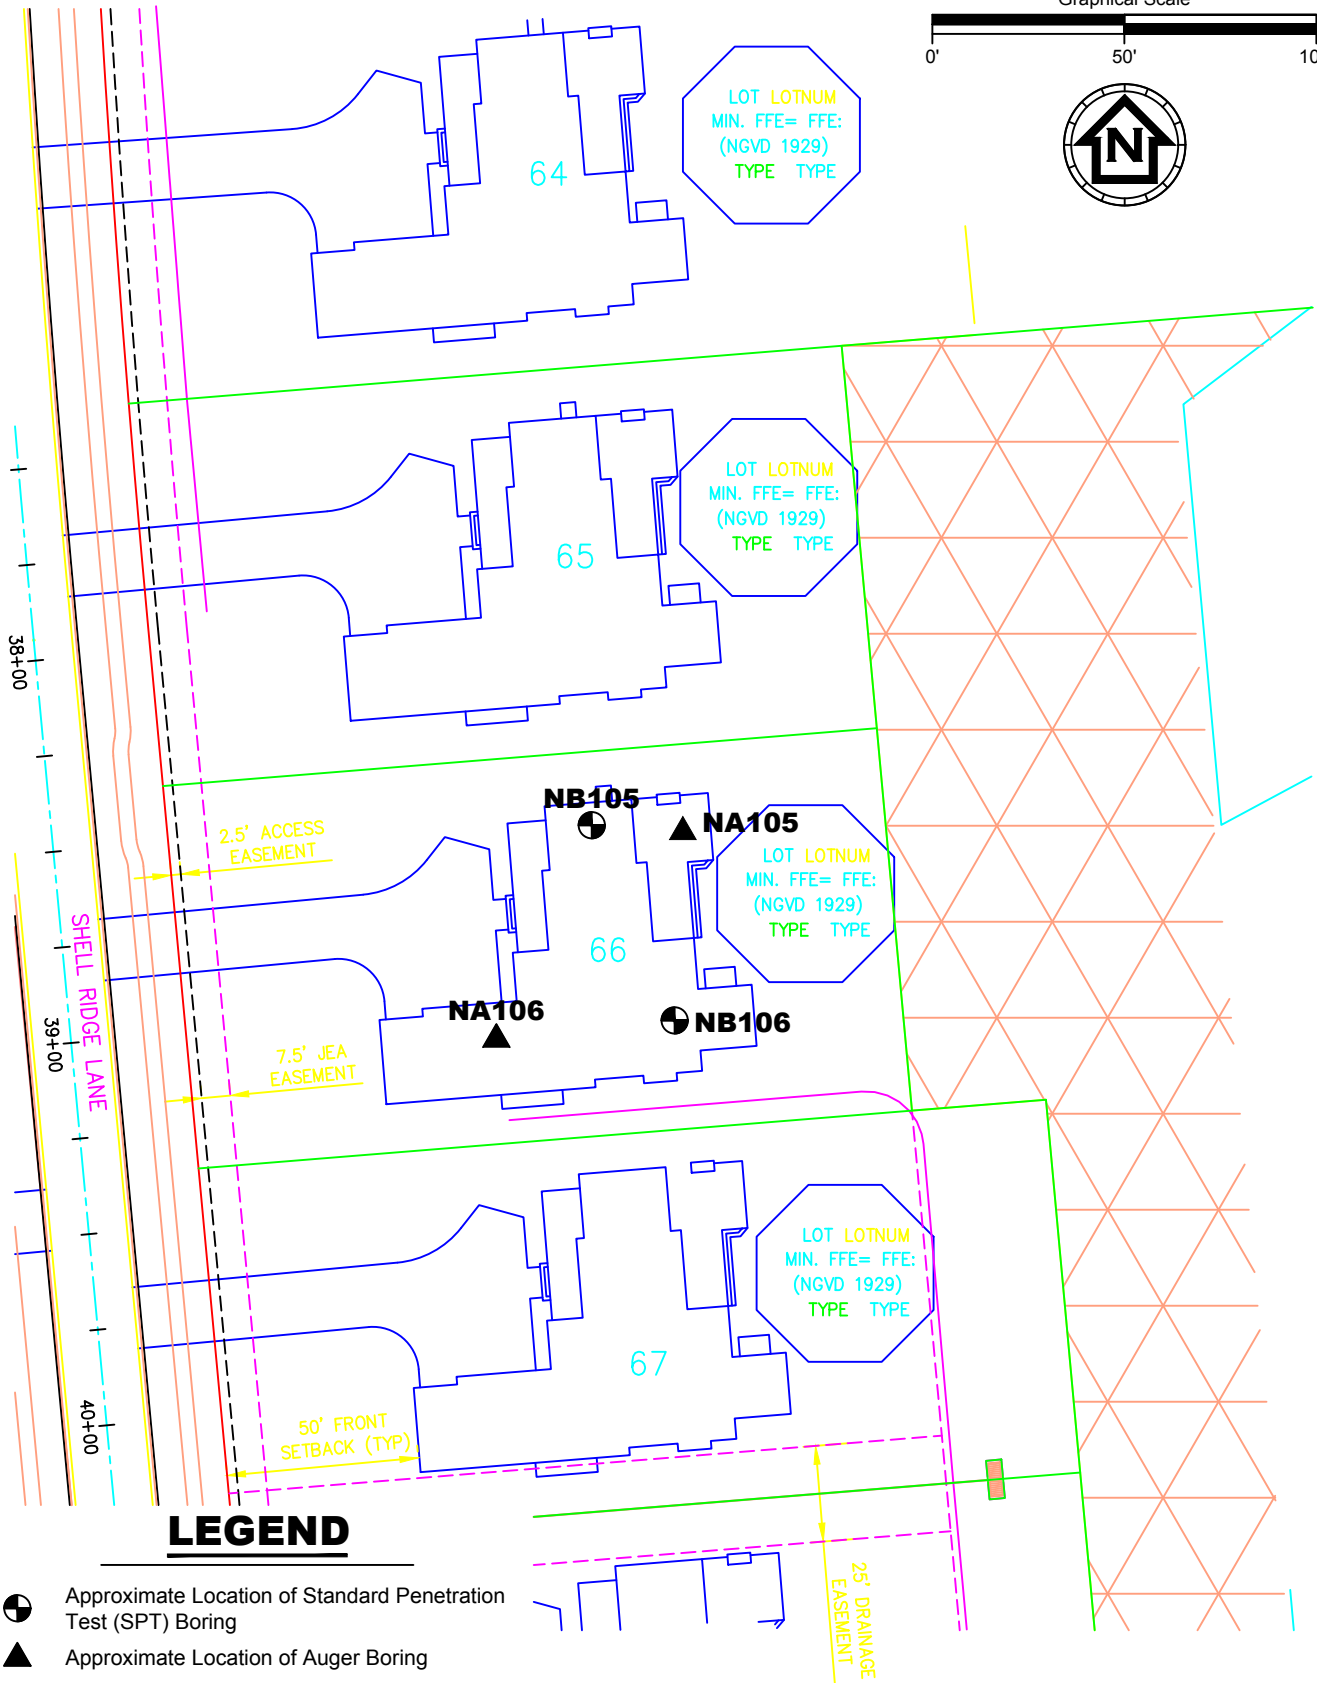 Graphical Scale
0'
50'
N
LOT LOTNUM
MIN. FFE= FFE:
(NGVD 1929)
TYPE TYPE
64
LOT LOTNUM
MIN. FFE= FFE:
(NGVD 1929)
TYPE TYPE
65
38+00
NB105
NA105
2.5' ACCESS
EASEMENT
LOT LOTNUM
MIN. FFE= FFE:
(NGVD 1929)
TYPE TYPE
66
SHELL RIDGE LANE
NA106
NB106
39+00
7.5' JEA
EASEMENT
LOT LOTNUM
MIN. FFE= FFE:
(NGVD 1929)
TYPE TYPE
67
40+00
50' FRONT
SETBACK (TYP)
25' DRAINAGE
EASEMENT
LEGEND
Approximate Location of Standard Penetration
Test (SPT) Boring
Approximate Location of Auger Boring